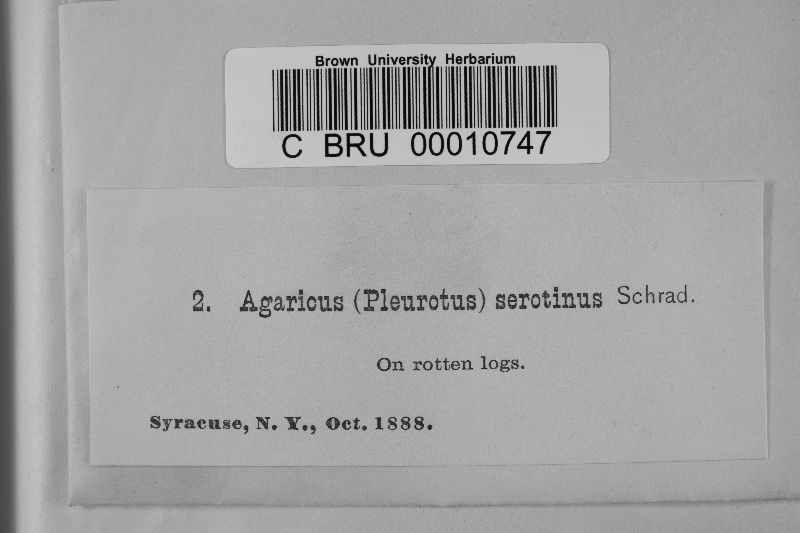 Brown University Herbarium
C BRU 00010747
2. Agaricus (Pleurotus) serotinus Schrad.
On rotten logs.
Syracuse, N. Y., Oct. 1888.